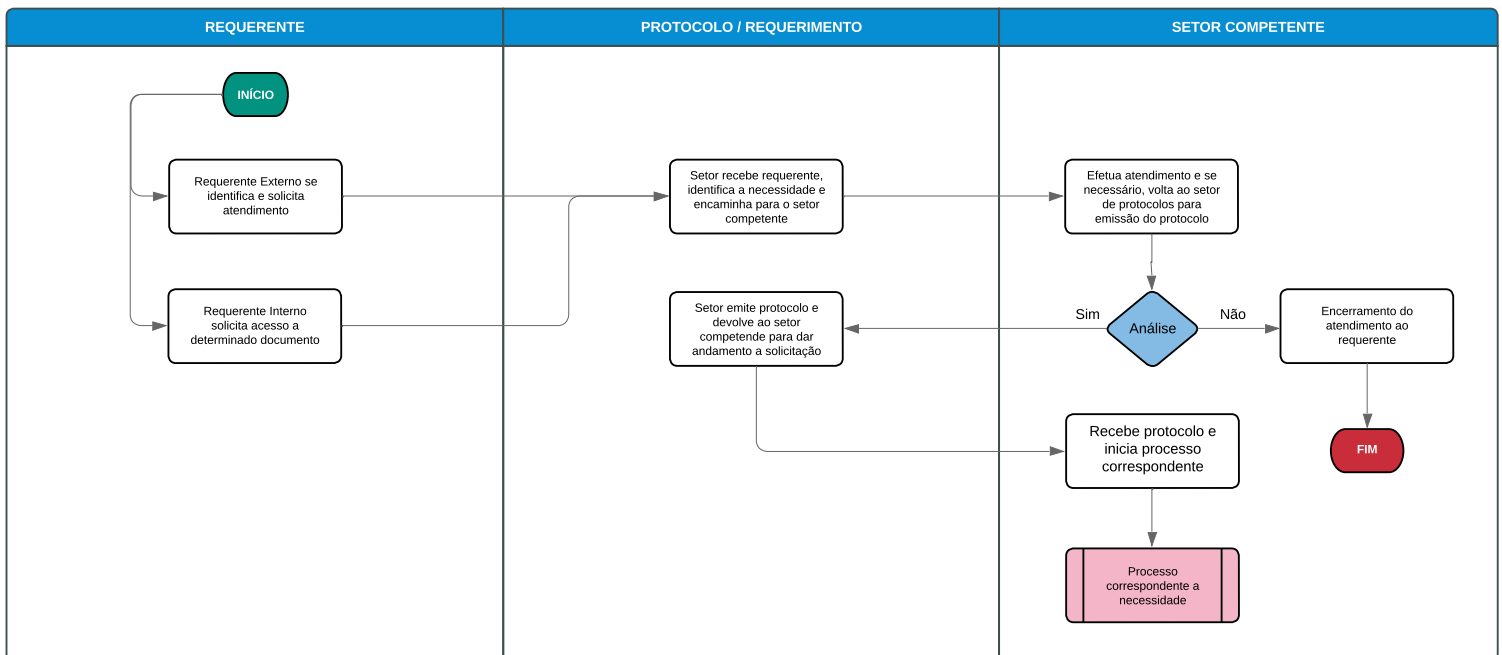 REQUERENTE
PROTOCOLO / REQUERIMENTO
SETOR COMPETENTE
INÍCIO
Requerente Externo se
identifica e solicita
atendimento
Setor recebe requerente,
identifica a necessidade e
encaminha para o setor
competente
Efetua atendimento e se
necessário, volta ao setor
de protocolos para
emissão do protocolo
Requerente Interno
solicita acesso a
determinado documento
Setor emite protocolo e
devolve ao setor
competende para dar
andamento a solicitação
Sim
Análise
Não
Encerramento do
atendimento ao
requerente
Recebe protocolo e
inicia processo
correspondente
FIM
Processo
correspondente a
necessidade